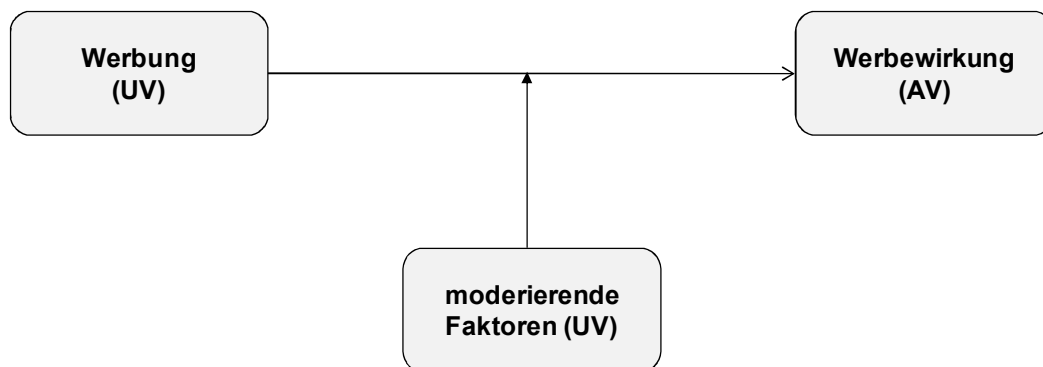 Werbung
(UV)
Werbewirkung
(AV)
moderierende
Faktoren (UV)